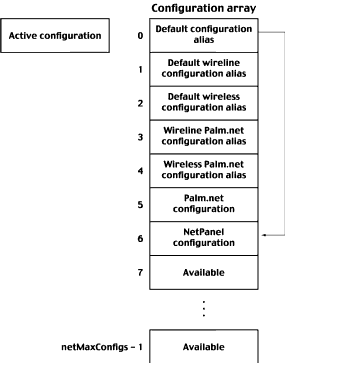 Configuration array
Active configuration
0
Default configuration
alias
1
Default wireline
configuration alias
2
Default wireless
configuration alias
3
Wireline Palm.net
configuration alias
4
Wireless Palm.net
configuration alias
5
Palm.net
configuration
6
NetPanel
configuration
7
Available
netMaxConfigs – 1
Available